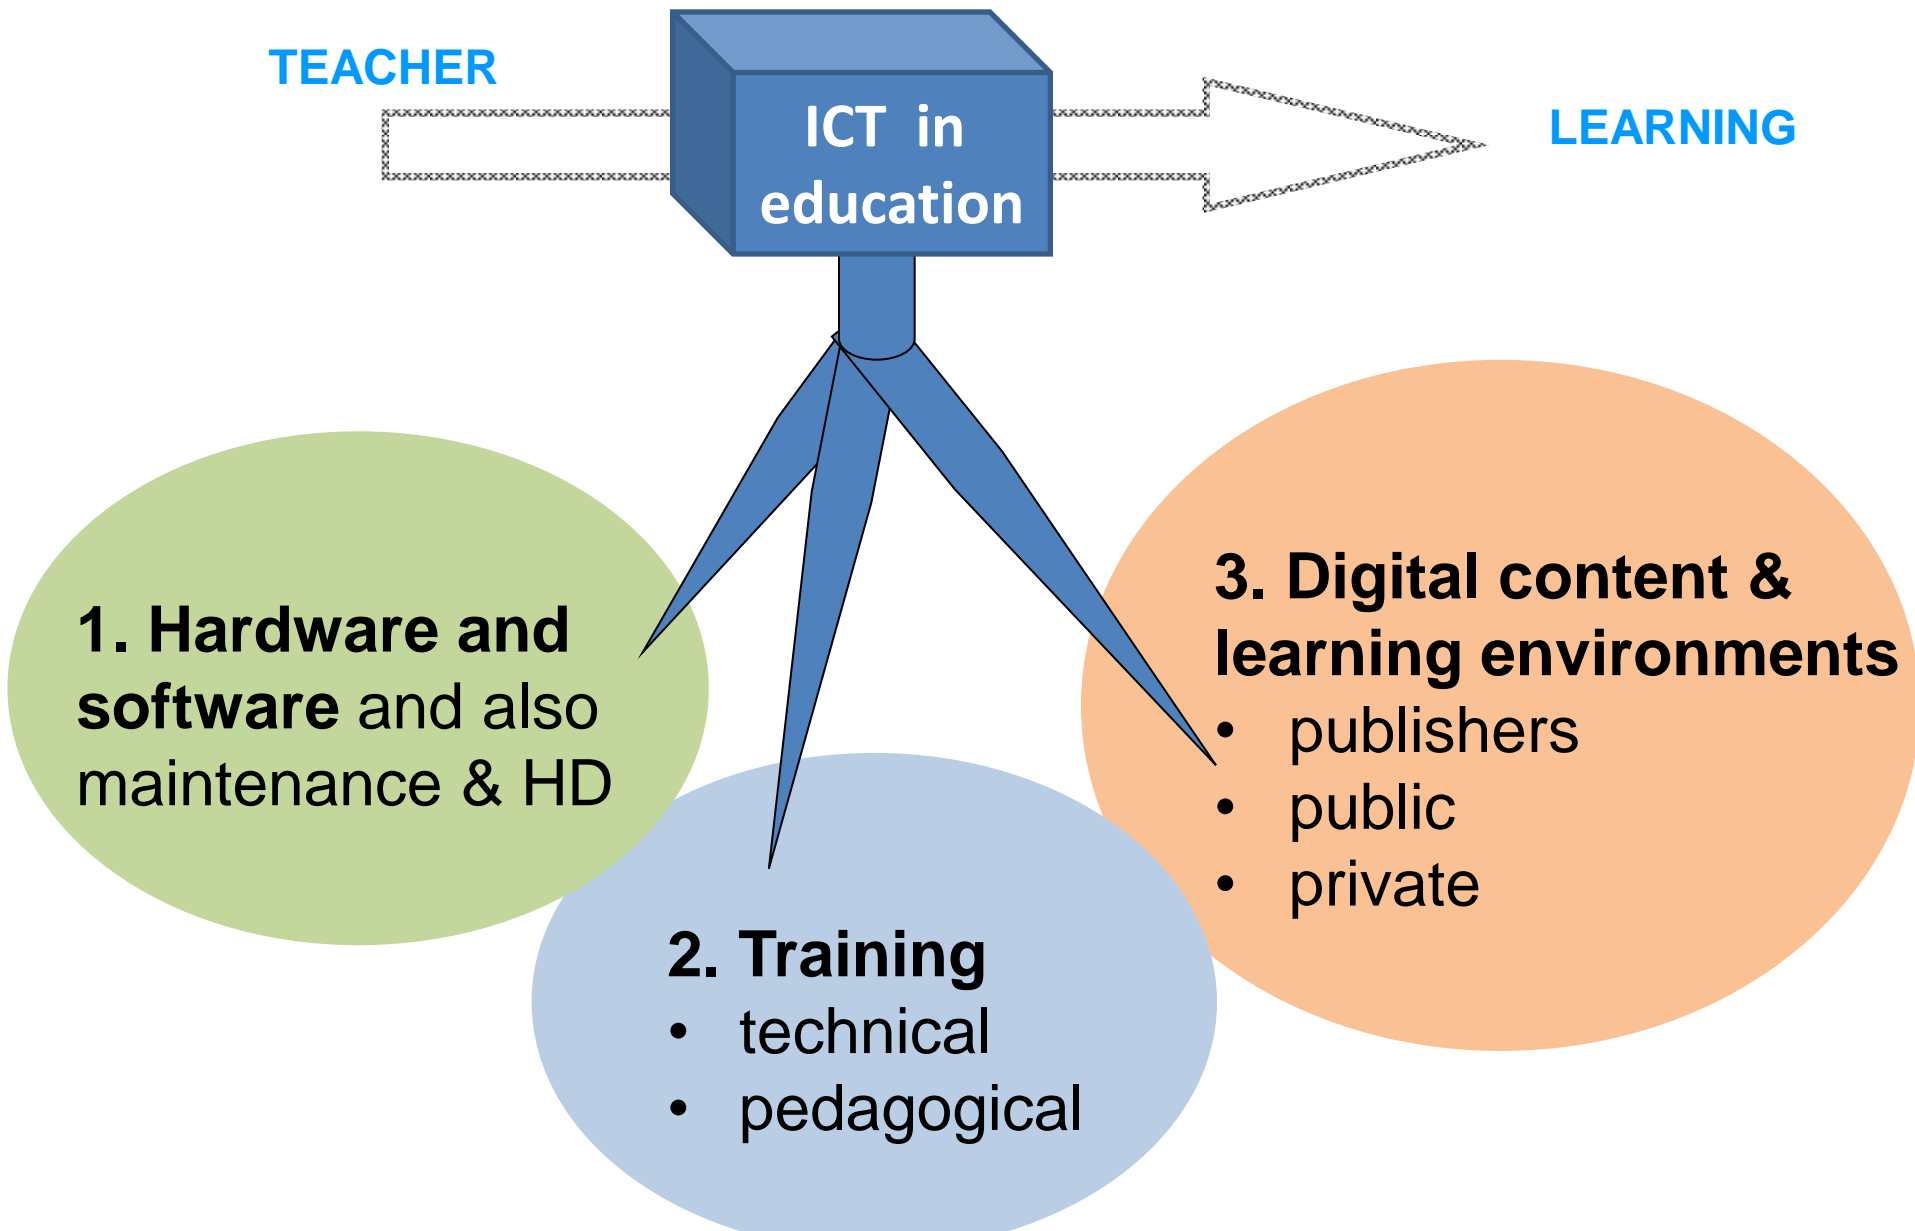 TEACHER
ICT in
education
LEARNING
1. Hardware and
software and also
maintenance & HD
2. Training
• technical
• pedagogical
3. Digital content &
learning environments
• publishers
• public
• private